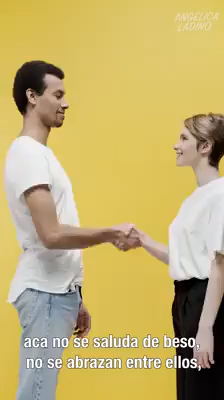 ANGELICA
LADINO
aca no se saluda de beso,
no se abrazan entre ellos,